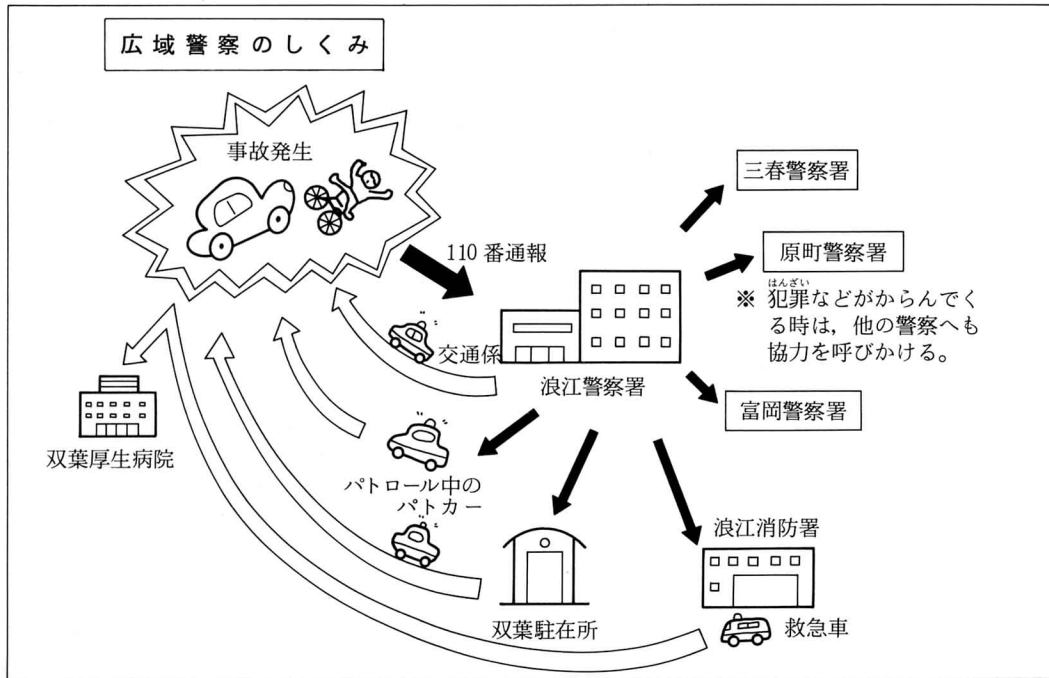 広域警察のしくみ
事故発生
110番通報
三春警察署
原町警察署
はんざい
※ 犯罪などがからんでく
る時は，他の警察へも
協力を呼びかける。
交通係
浪江警察署
富岡警察署
双葉厚生病院
パトロール中の
パトカー
浪江消防署
双葉駐在所
救急車